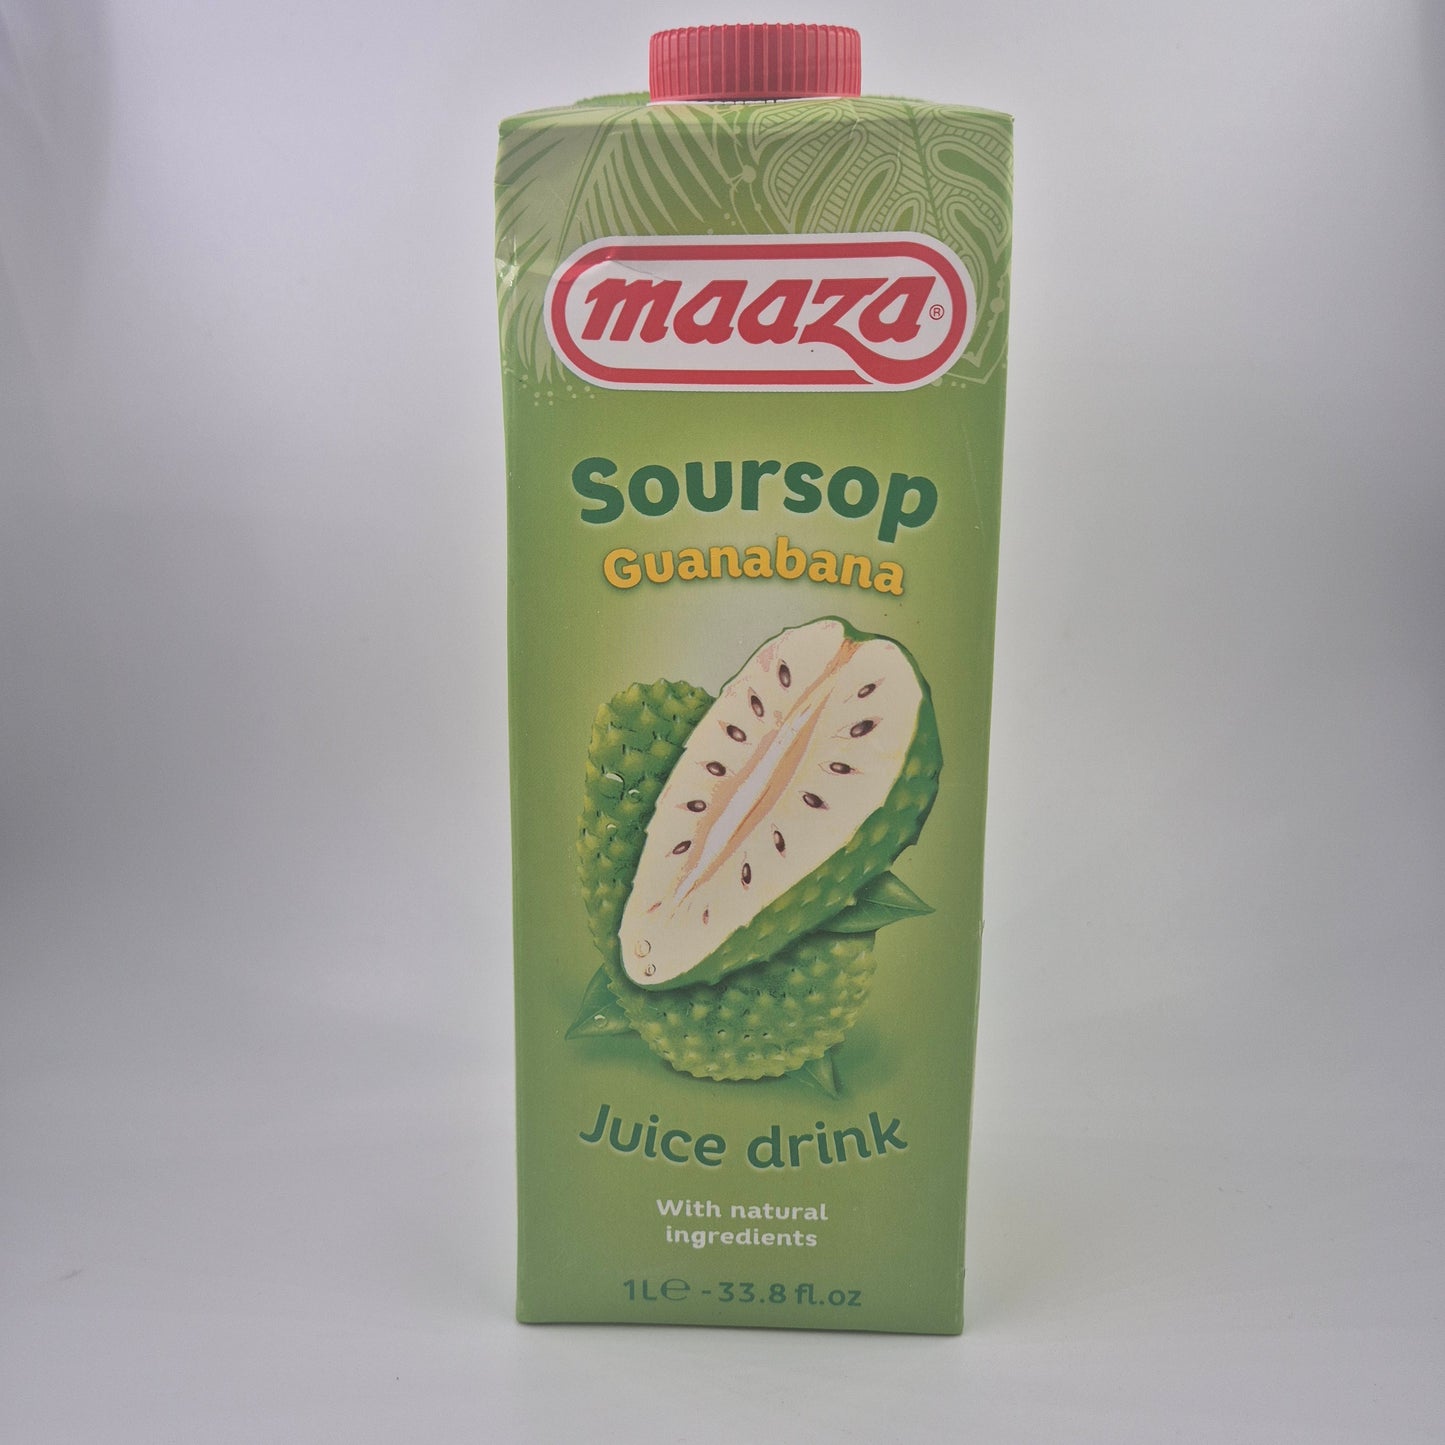 maaza®
Soursop
Guanabana
Juice drink
With natural
ingredients
1L℮ - 33.8 fl.oz